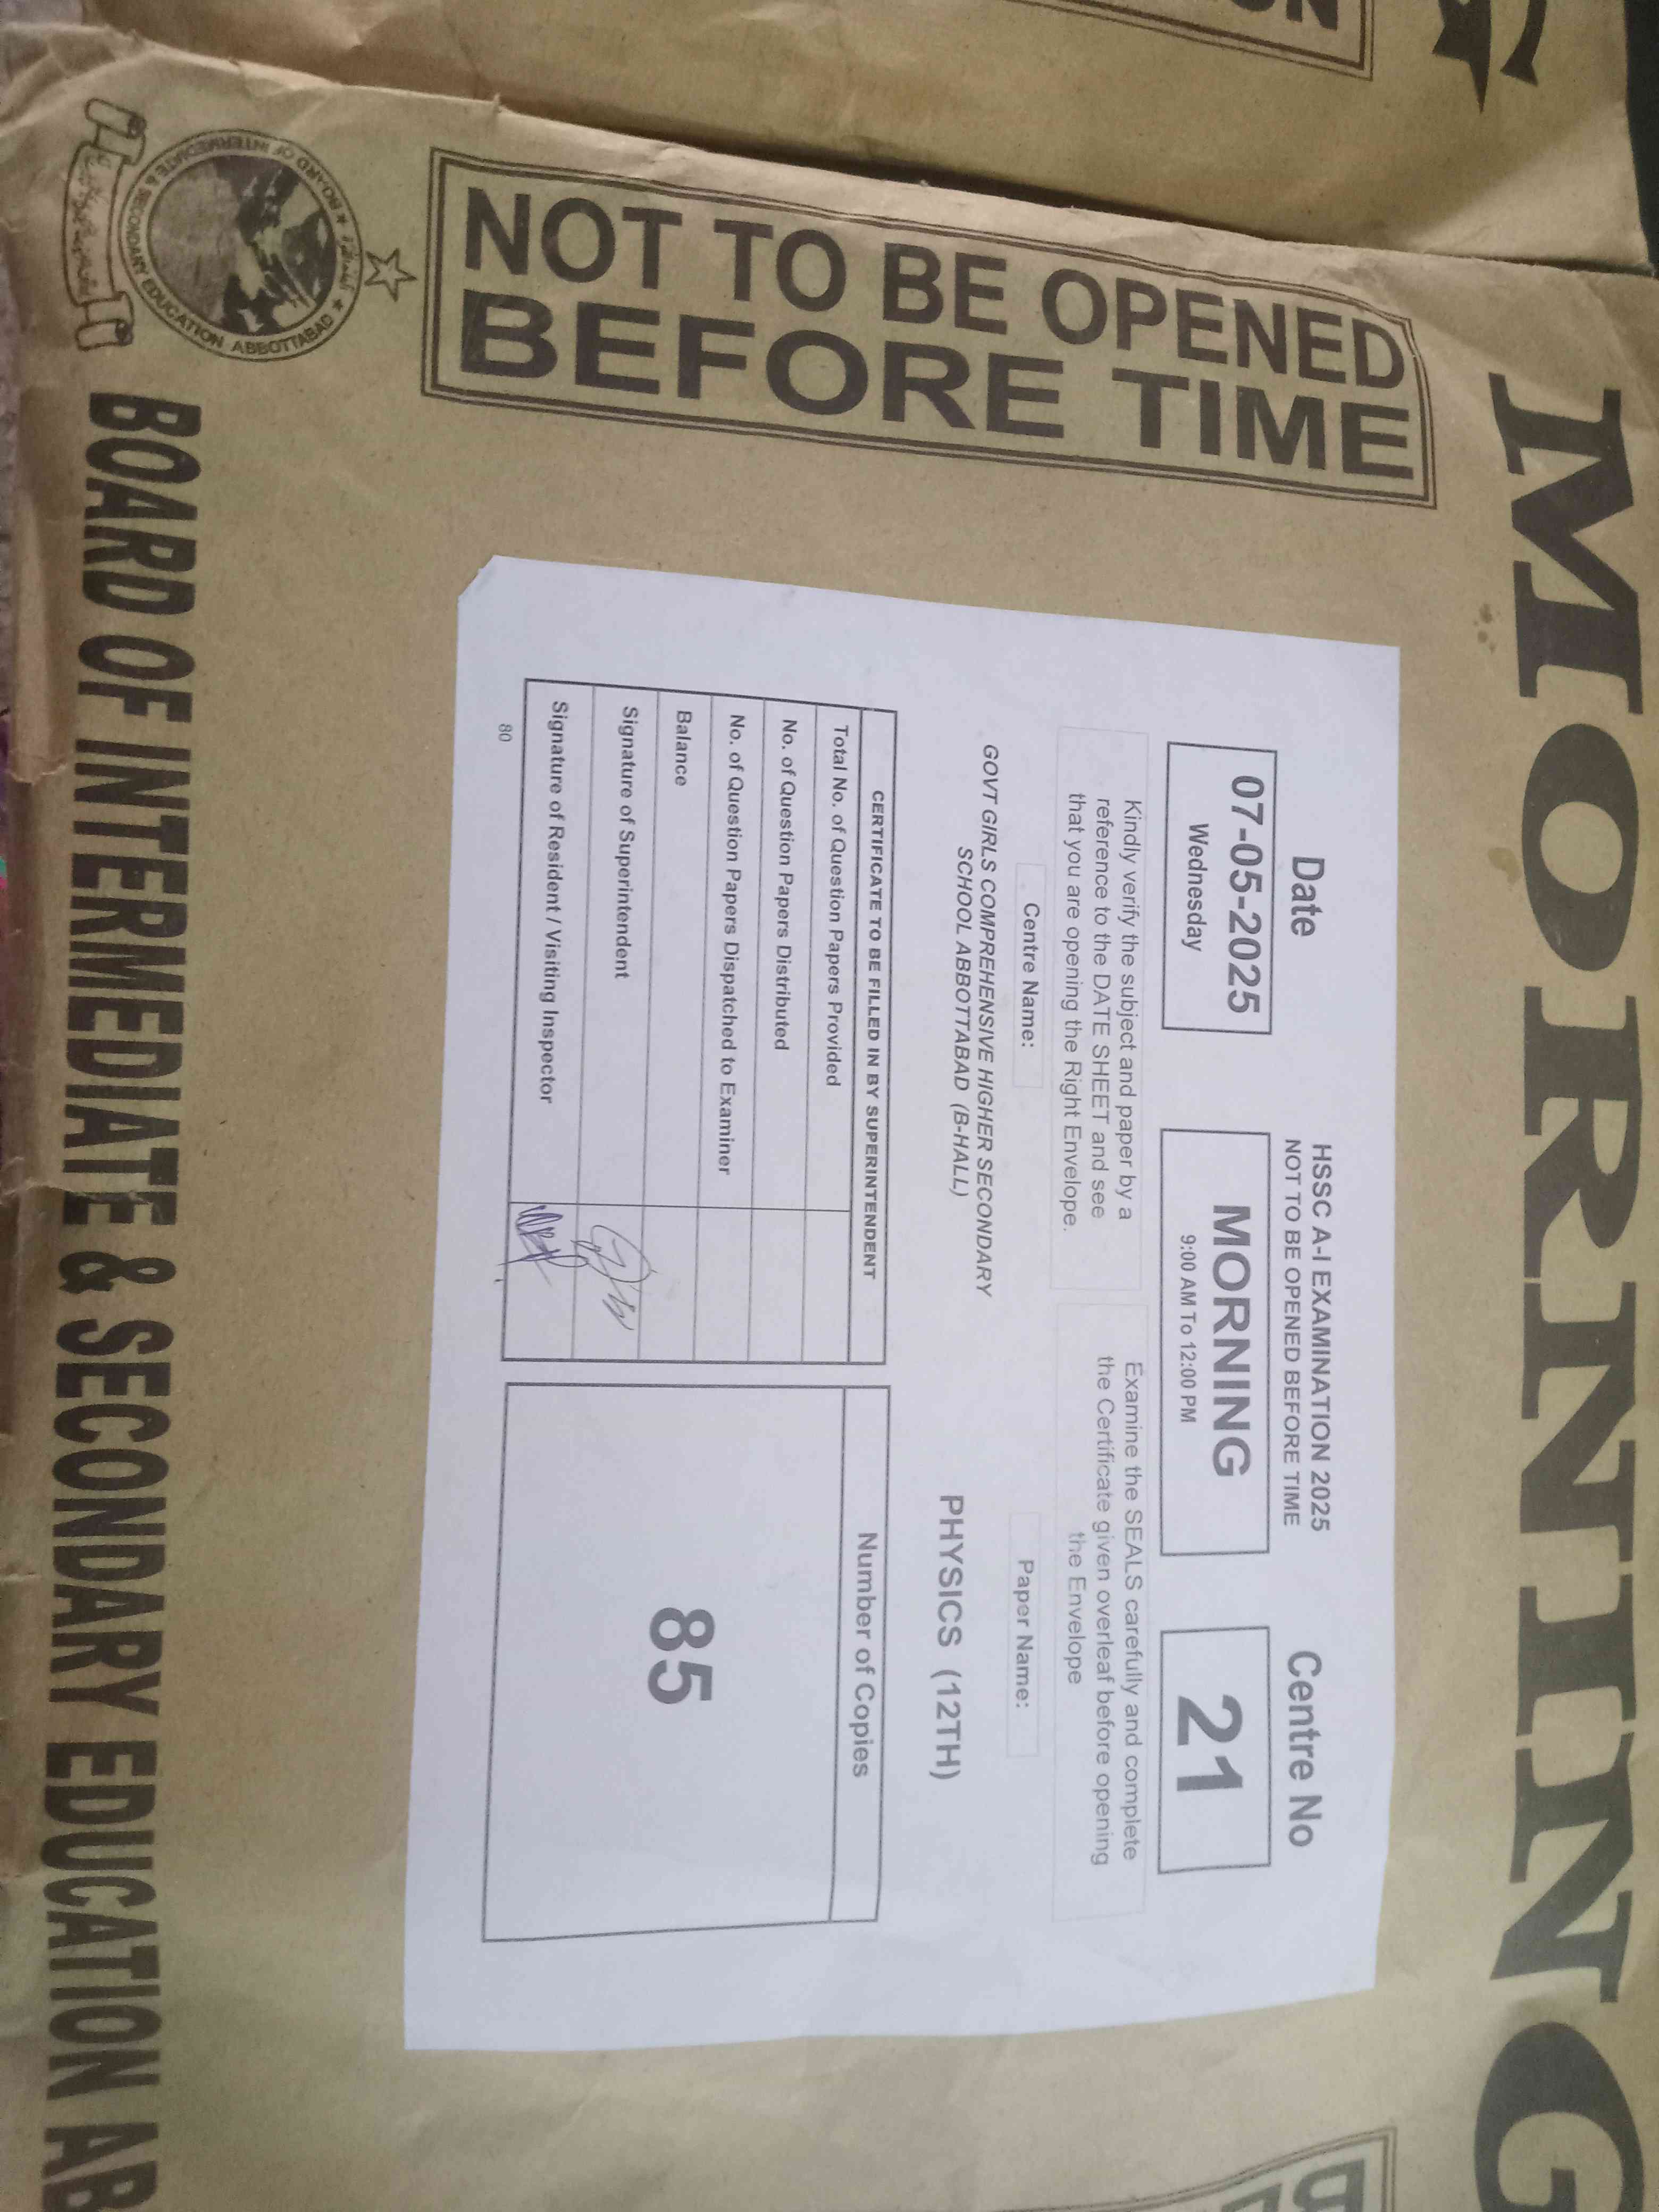 ON
MORNING
NOT TO BE OPENED
BEFORE TIME
Date
07-05-2025
Wednesday
HSSC A-I EXAMINATION 2025
NOT TO BE OPENED BEFORE TIME
MORNING
9:00 AM To 12:00 PM
Centre No
21
Kindly verify the subject and paper by a
reference to the DATE SHEET and see
that you are opening the Right Envelope.
Examine the SEALS carefully and complete
the Certificate given overleaf before opening
the Envelope
Centre Name:
GOVT GIRLS COMPREHENSIVE HIGHER SECONDARY
SCHOOL ABBOTTABAD (B-HALL)
Paper Name:
PHYSICS (12TH)
CERTIFICATE TO BE FILLED IN BY SUPERINTENDENT
Total No. of Question Papers Provided
No. of Question Papers Distributed
No. of Question Papers Dispatched to Examiner
Balance
Signature of Superintendent
Signature of Resident / Visiting Inspector
Number of Copies
85
80
BOARD OF INTERMEDIATE & SECONDARY EDUCATION ABBOTTABAD
BOARD OF INTERMEDIATE & SECONDARY EDUCATION AB